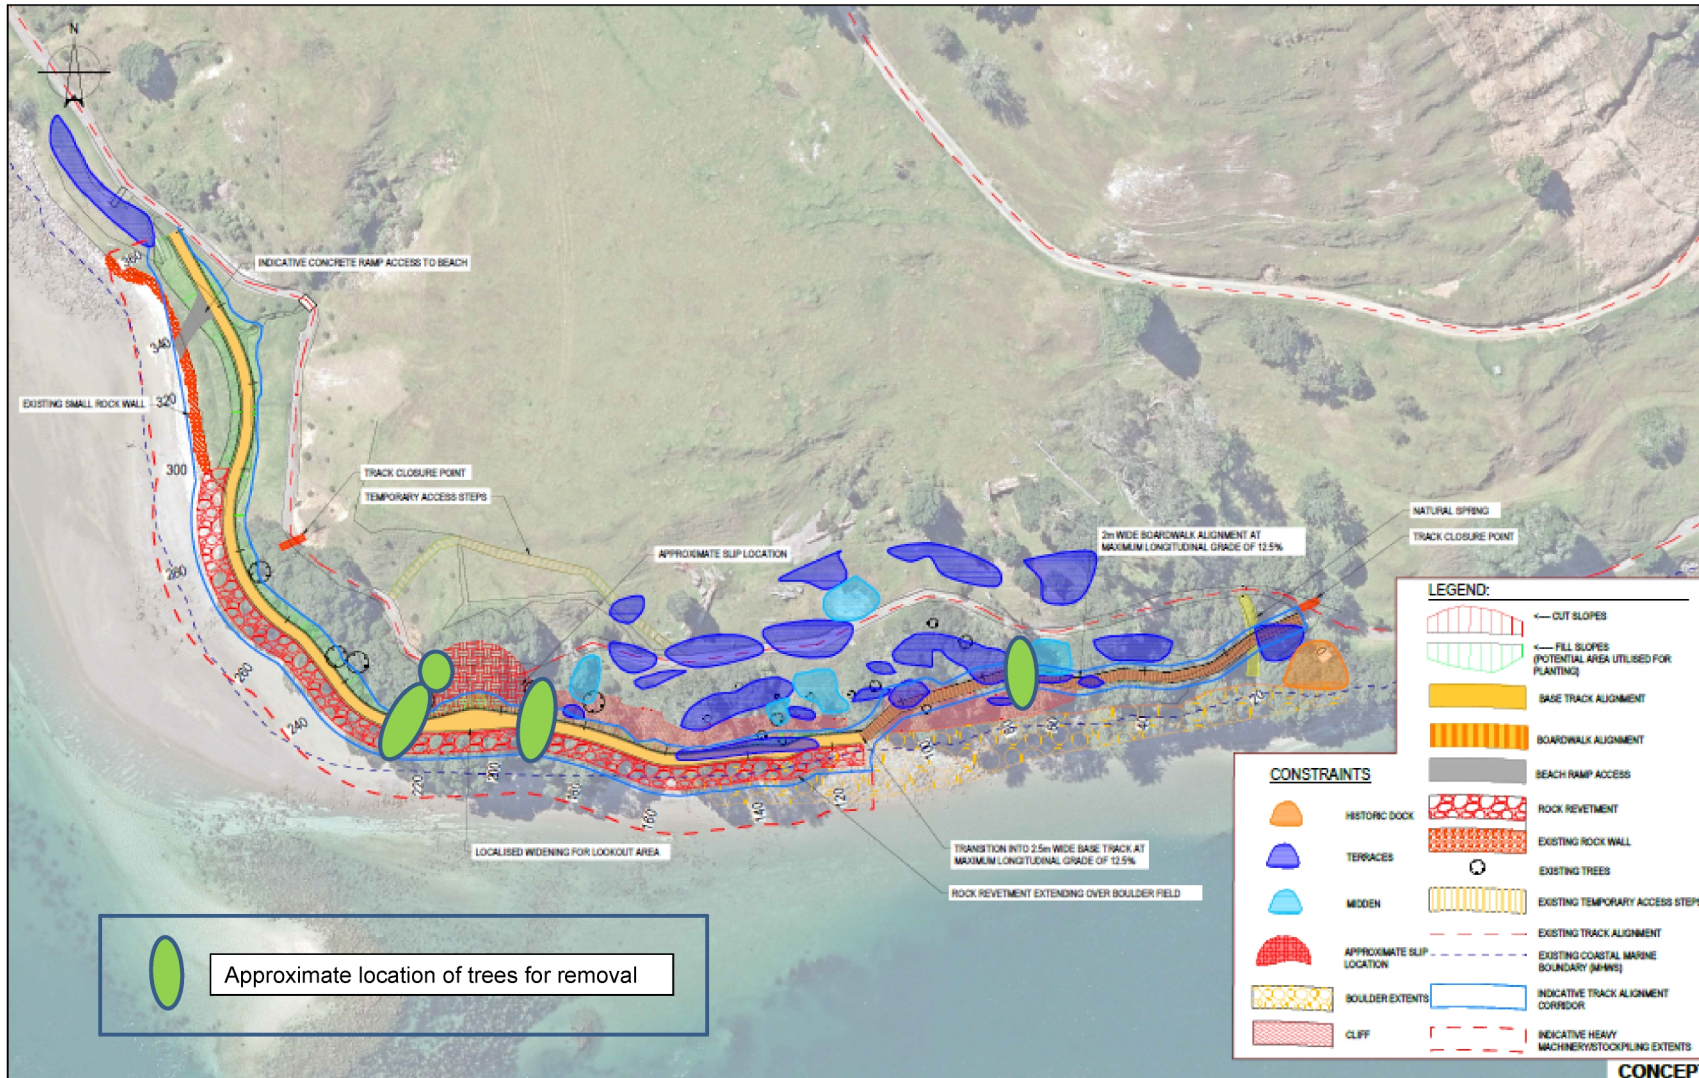 N
INDICATIVE CONCRETE RAMP ACCESS TO BEACH
360
340
EXISTING SMALL ROCK WALL
320
300
TRACK CLOSURE POINT
TEMPORARY ACCESS STEPS
APPROXIMATE SLIP LOCATION
2m WIDE BOARDWALK ALIGNMENT AT
MAXIMUM LONGITUDINAL GRADE OF 12.5%
NATURAL SPRING
TRACK CLOSURE POINT
280
260
240
220
200
180
160
140
120
100
80
60
40
20
LOCALISED WIDENING FOR LOOKOUT AREA
TRANSITION INTO 2.5m WIDE BASE TRACK AT
MAXIMUM LONGITUDINAL GRADE OF 12.5%
ROCK REVETMENT EXTENDING OVER BOULDER FIELD
Approximate location of trees for removal
LEGEND:
<--- CUT SLOPES
<--- FILL SLOPES
(POTENTIAL AREA UTILISED FOR
PLANTING)
BASE TRACK ALIGNMENT
BOARDWALK ALIGNMENT
BEACH RAMP ACCESS
ROCK REVETMENT
EXISTING ROCK WALL
EXISTING TREES
EXISTING TEMPORARY ACCESS STEPS
EXISTING TRACK ALIGNMENT
EXISTING COASTAL MARINE
BOUNDARY (MHWS)
INDICATIVE TRACK ALIGNMENT
CORRIDOR
INDICATIVE HEAVY
MACHINERY/STOCKPILING EXTENTS
CONSTRAINTS
HISTORIC DOCK
TERRACES
MIDDEN
APPROXIMATE SLIP
LOCATION
BOULDER EXTENTS
CLIFF
CONCEPT